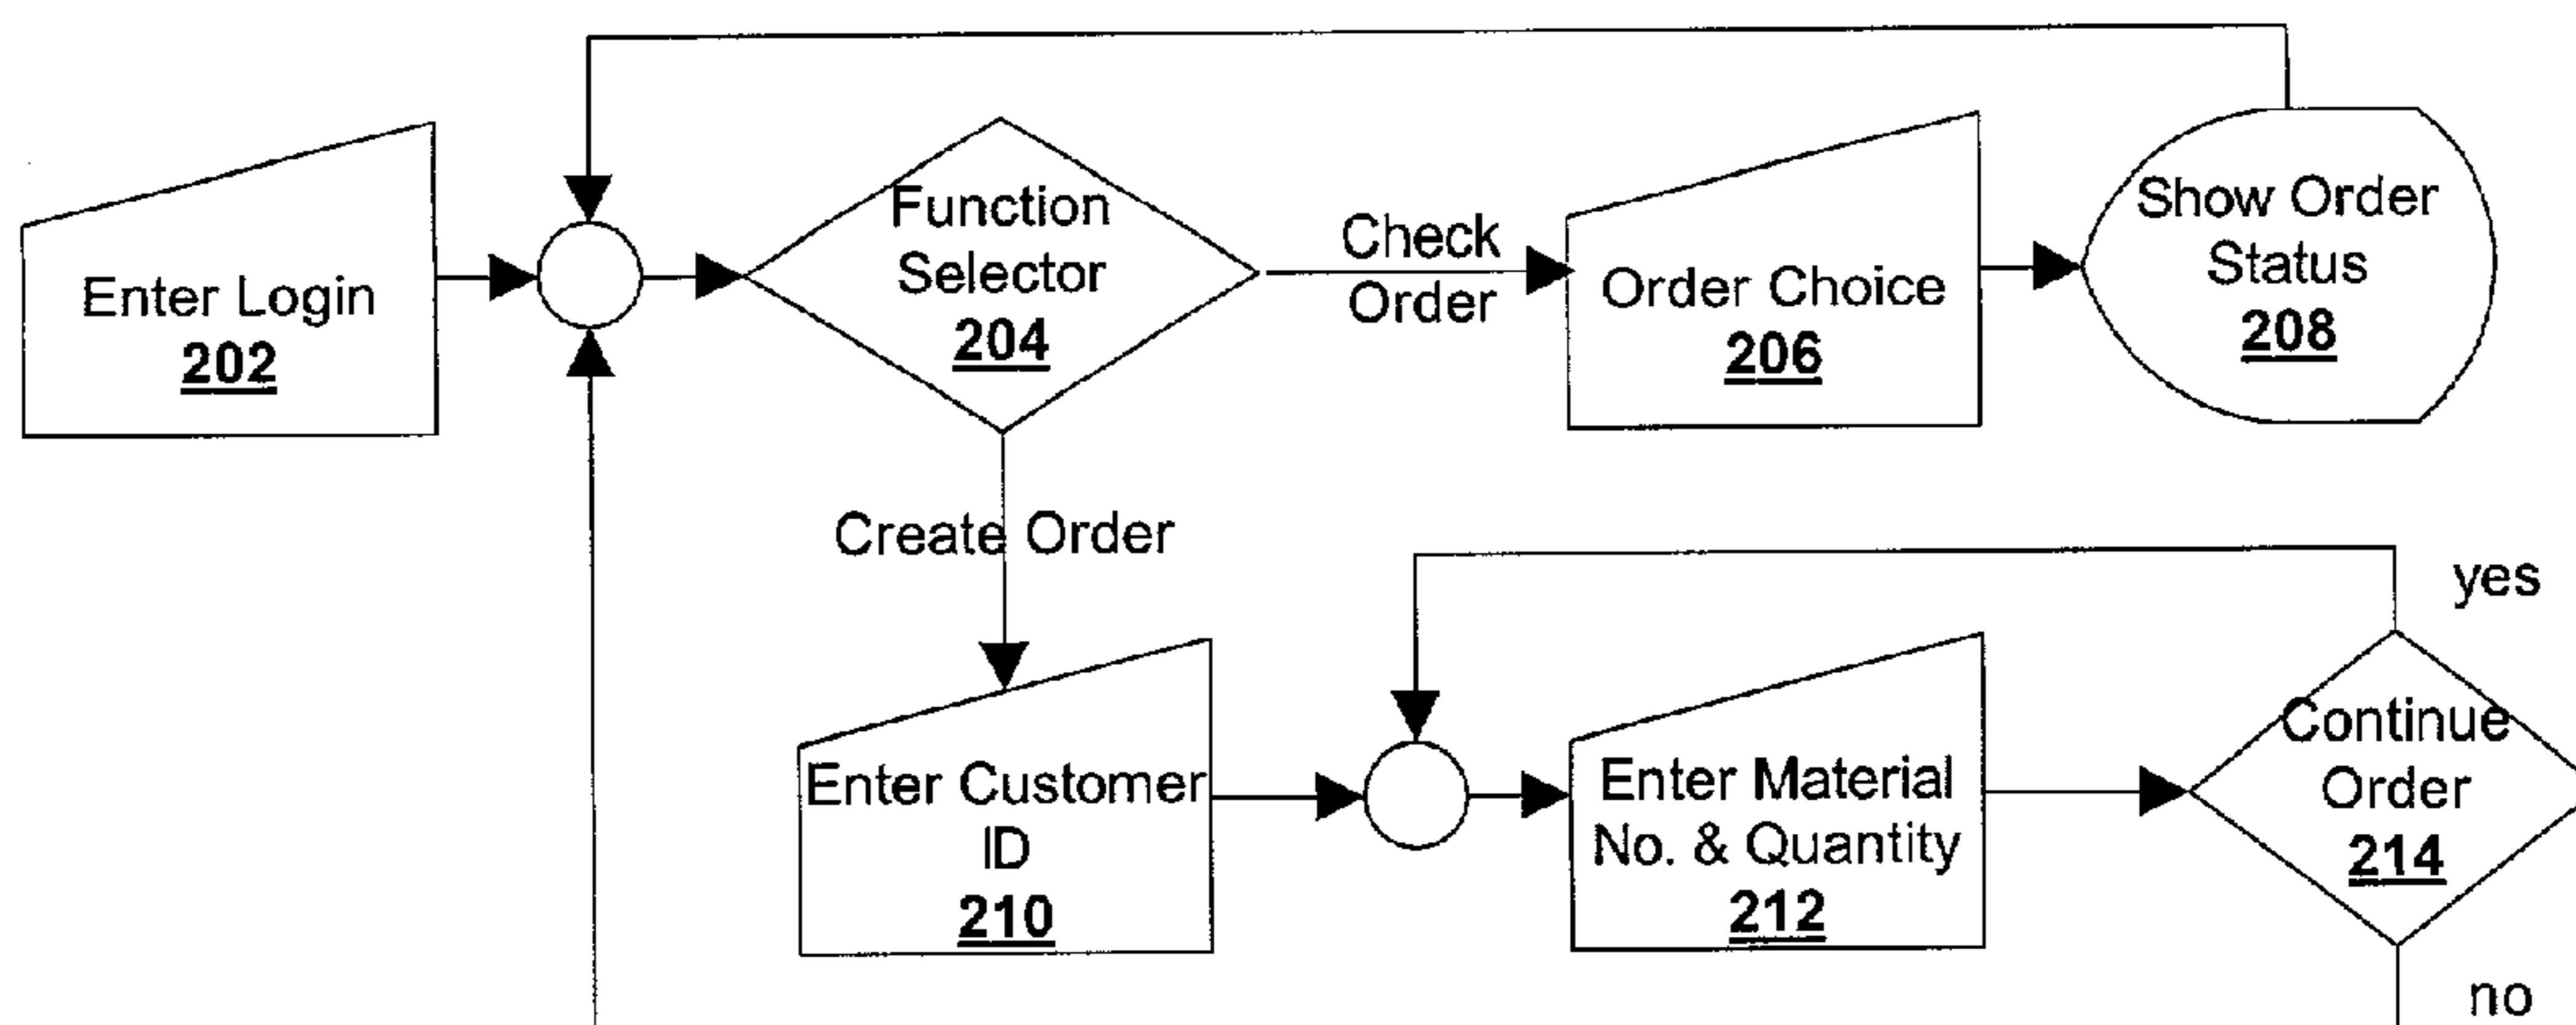 Enter Login
202
Function
Selector
204
Check
Order
Order Choice
206
Show Order
Status
208
Create Order
Enter Customer
ID
210
Enter Material
No. & Quantity
212
yes
Continue
Order
214
no